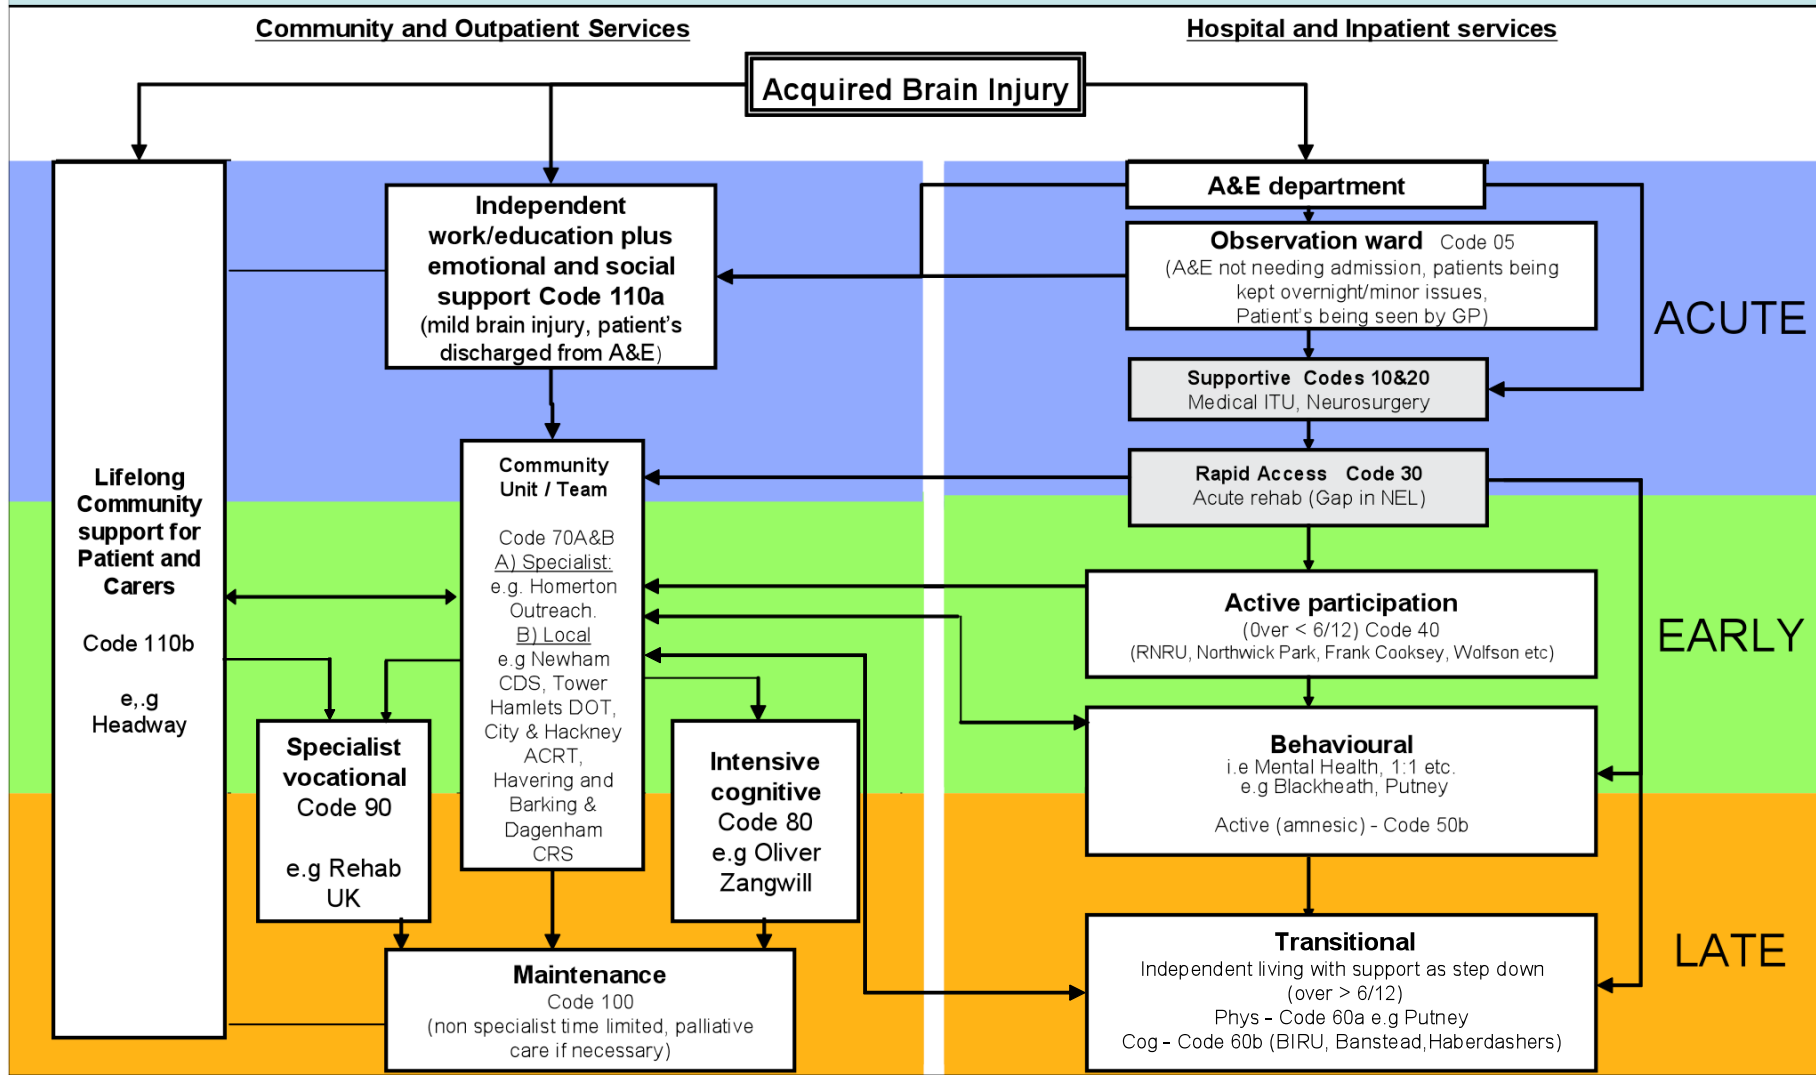 Community and Outpatient Services
Hospital and Inpatient services
Acquired Brain Injury
A&E department
Independent
work/education plus
emotional and social
support Code 110a
(mild brain injury, patient's
discharged from A&E)
Observation ward Code 05
(A&E not needing admission, patients being
kept overnight/minor issues,
Patient's being seen by GP)
ACUTE
Supportive Codes 10&20
Medical ITU, Neurosurgery
Lifelong
Community
support for
Patient and
Carers
Code 110b
e,.g
Headway
Community
Unit / Team
Code 70A&B
A) Specialist:
e.g. Homerton
Outreach.
B) Local
e.g Newham
CDS, Tower
Hamlets DOT,
City & Hackney
ACRT,
Havering and
Barking &
Dagenham
CRS
Rapid Access Code 30
Acute rehab (Gap in NEL)
Active participation
(0ver < 6/12) Code 40
(RNRU, Northwick Park, Frank Cooksey, Wolfson etc)
EARLY
Specialist
vocational
Code 90
e.g Rehab
UK
Intensive
cognitive
Code 80
e.g Oliver
Zangwill
Behavioural
i.e Mental Health, 1:1 etc.
e.g Blackheath, Putney
Active (amnesic) - Code 50b
Maintenance
Code 100
(non specialist time limited, palliative
care if necessary)
Transitional
Independent living with support as step down
(over > 6/12)
Phys - Code 60a e.g Putney
Cog - Code 60b (BIRU, Banstead,Haberdashers)
LATE